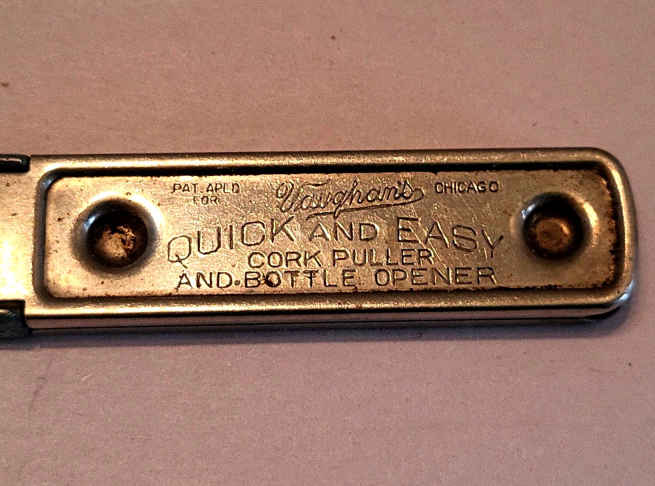 PAT. APLD FOR Vaughan's CHICAGO
QUICK AND EASY
CORK PULLER
AND BOTTLE OPENER